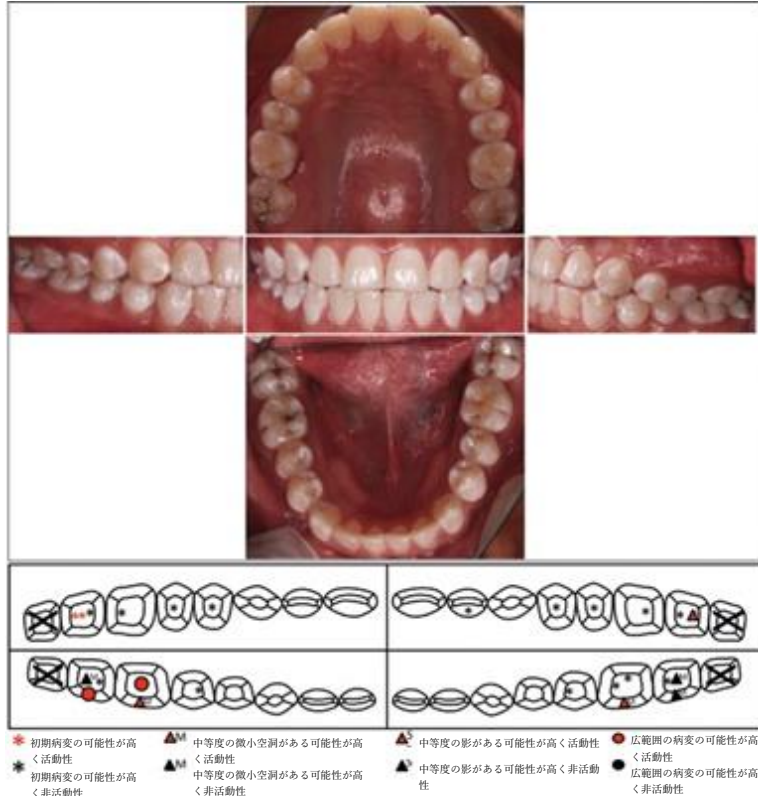 初期病変の可能性が高
く活動性
初期病変の可能性が高
く非活動性
M
中等度の微小空洞がある可能性が高
く活動性
M
中等度の微小空洞がある可能性が高
く非活動性
S
中等度の影がある可能性が高く活動性
S
中等度の影がある可能性が高く非活動
性
広範囲の病変の可能性が高
く活動性
広範囲の病変の可能性が高
く非活動性